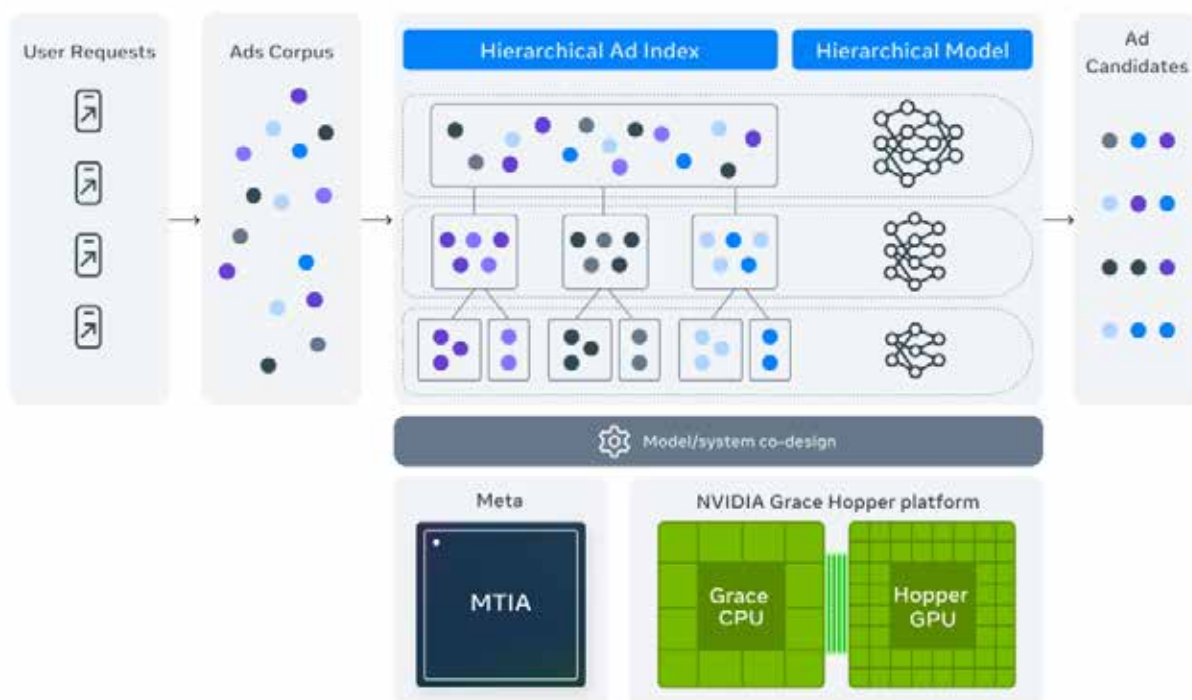 User Requests
Ads Corpus
Hierarchical Ad Index
Hierarchical Model
Ad
Candidates
Model/system co-design
Meta
NVIDIA Grace Hopper platform
MTIA
Grace
CPU
Hopper
GPU